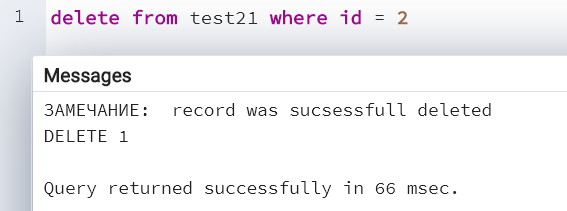 1 delete from test21 where id = 2
Messages
ЗАМЕЧАНИЕ:  record was sucsessfull deleted
DELETE 1
Query returned successfully in 66 msec.